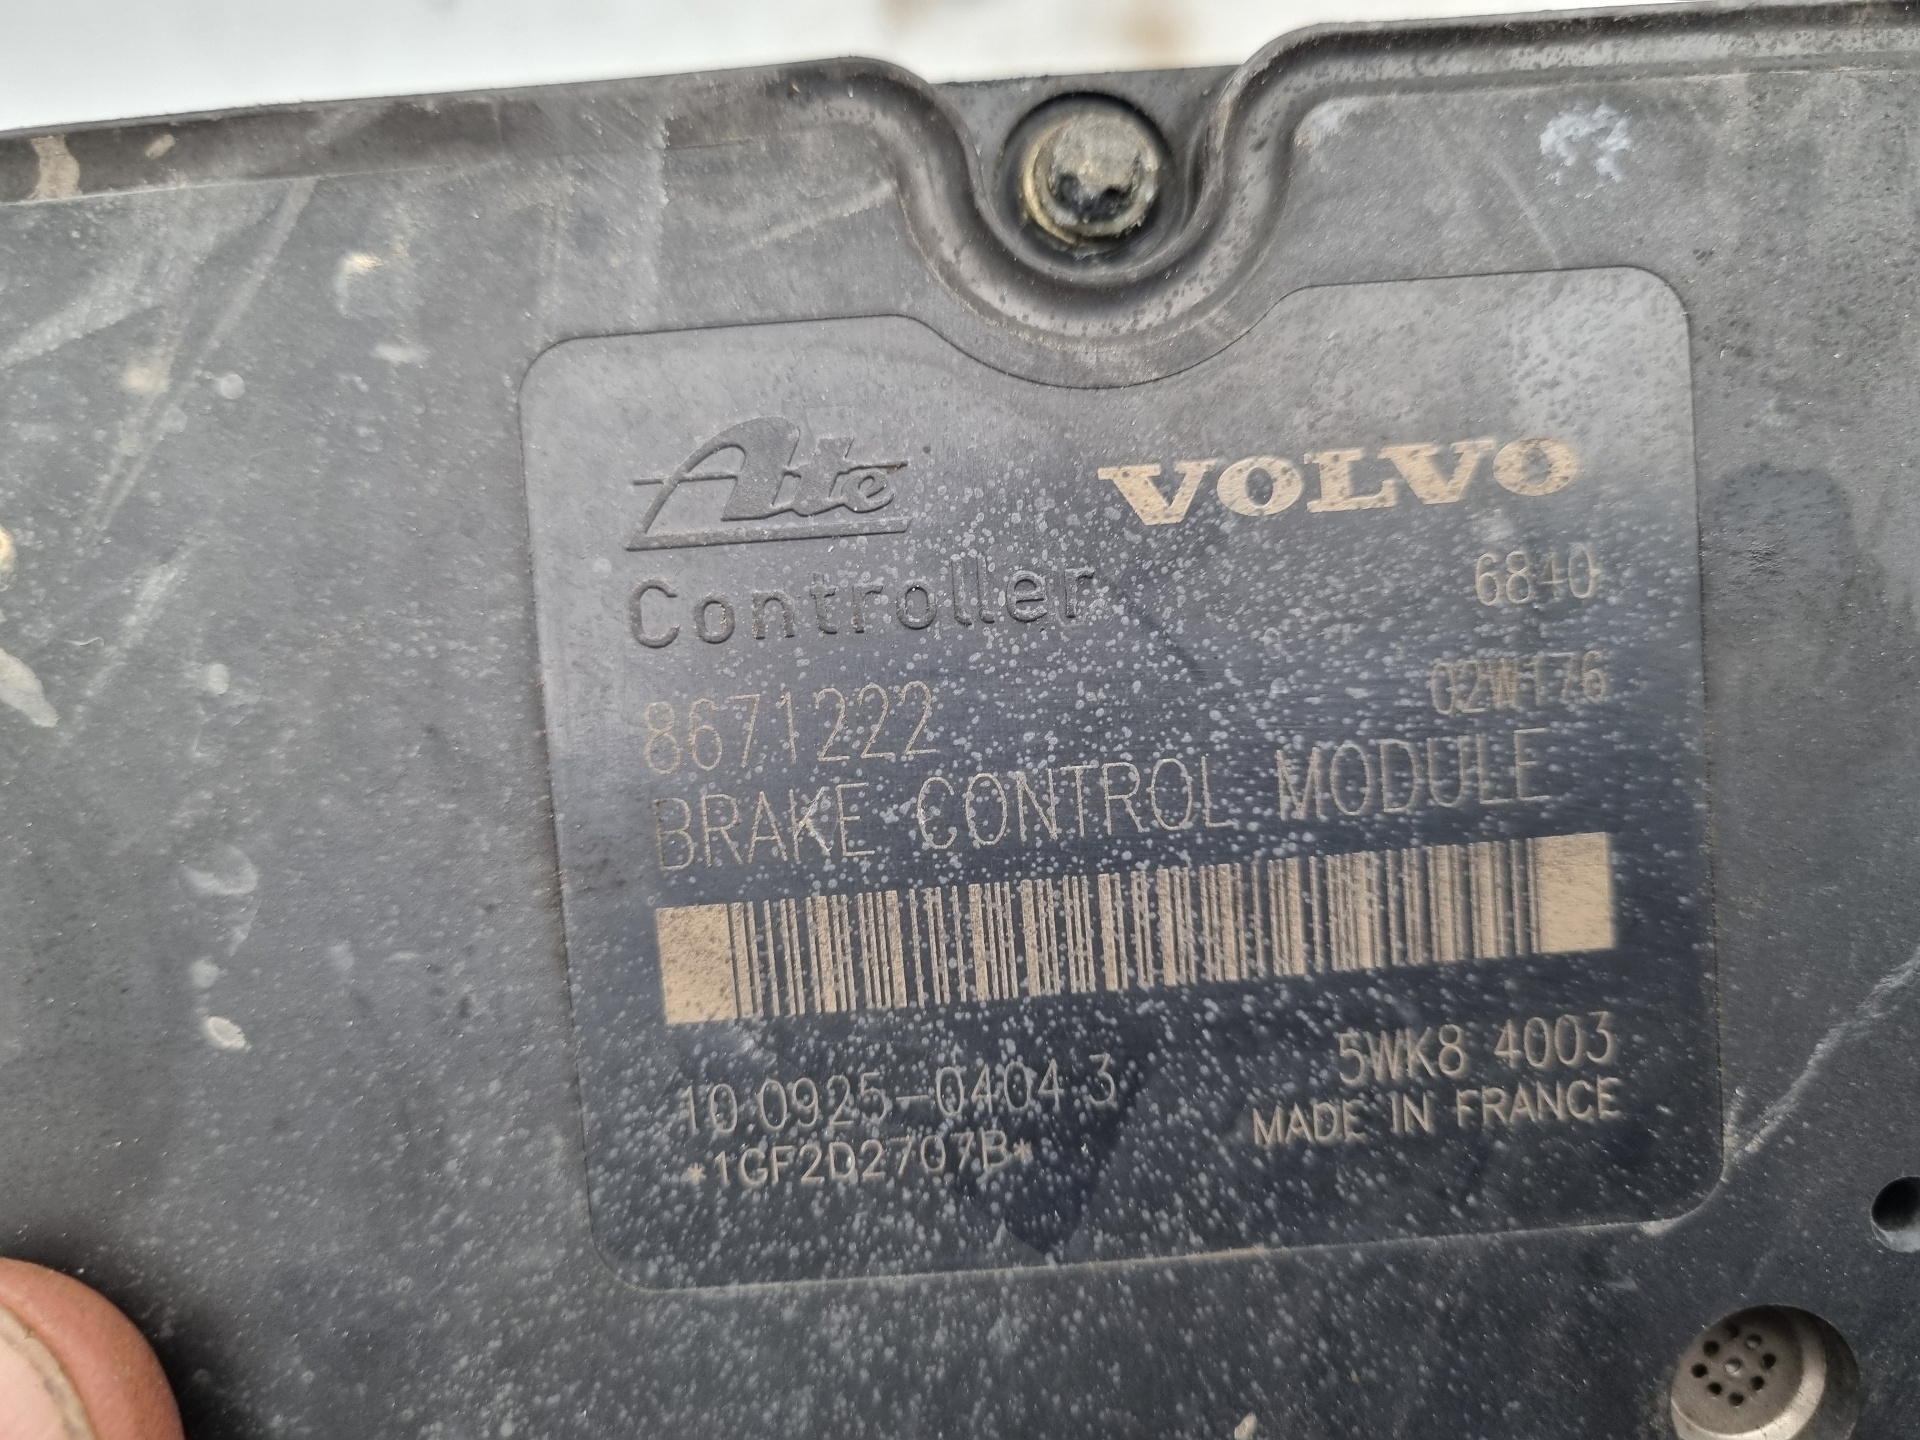 Ate
VOLVO
Controller
6840
8671222
02W176
BRAKE CONTROL MODULE
10.0925-0404.3
5WK8 4003
*1GF2D2707B*
MADE IN FRANCE